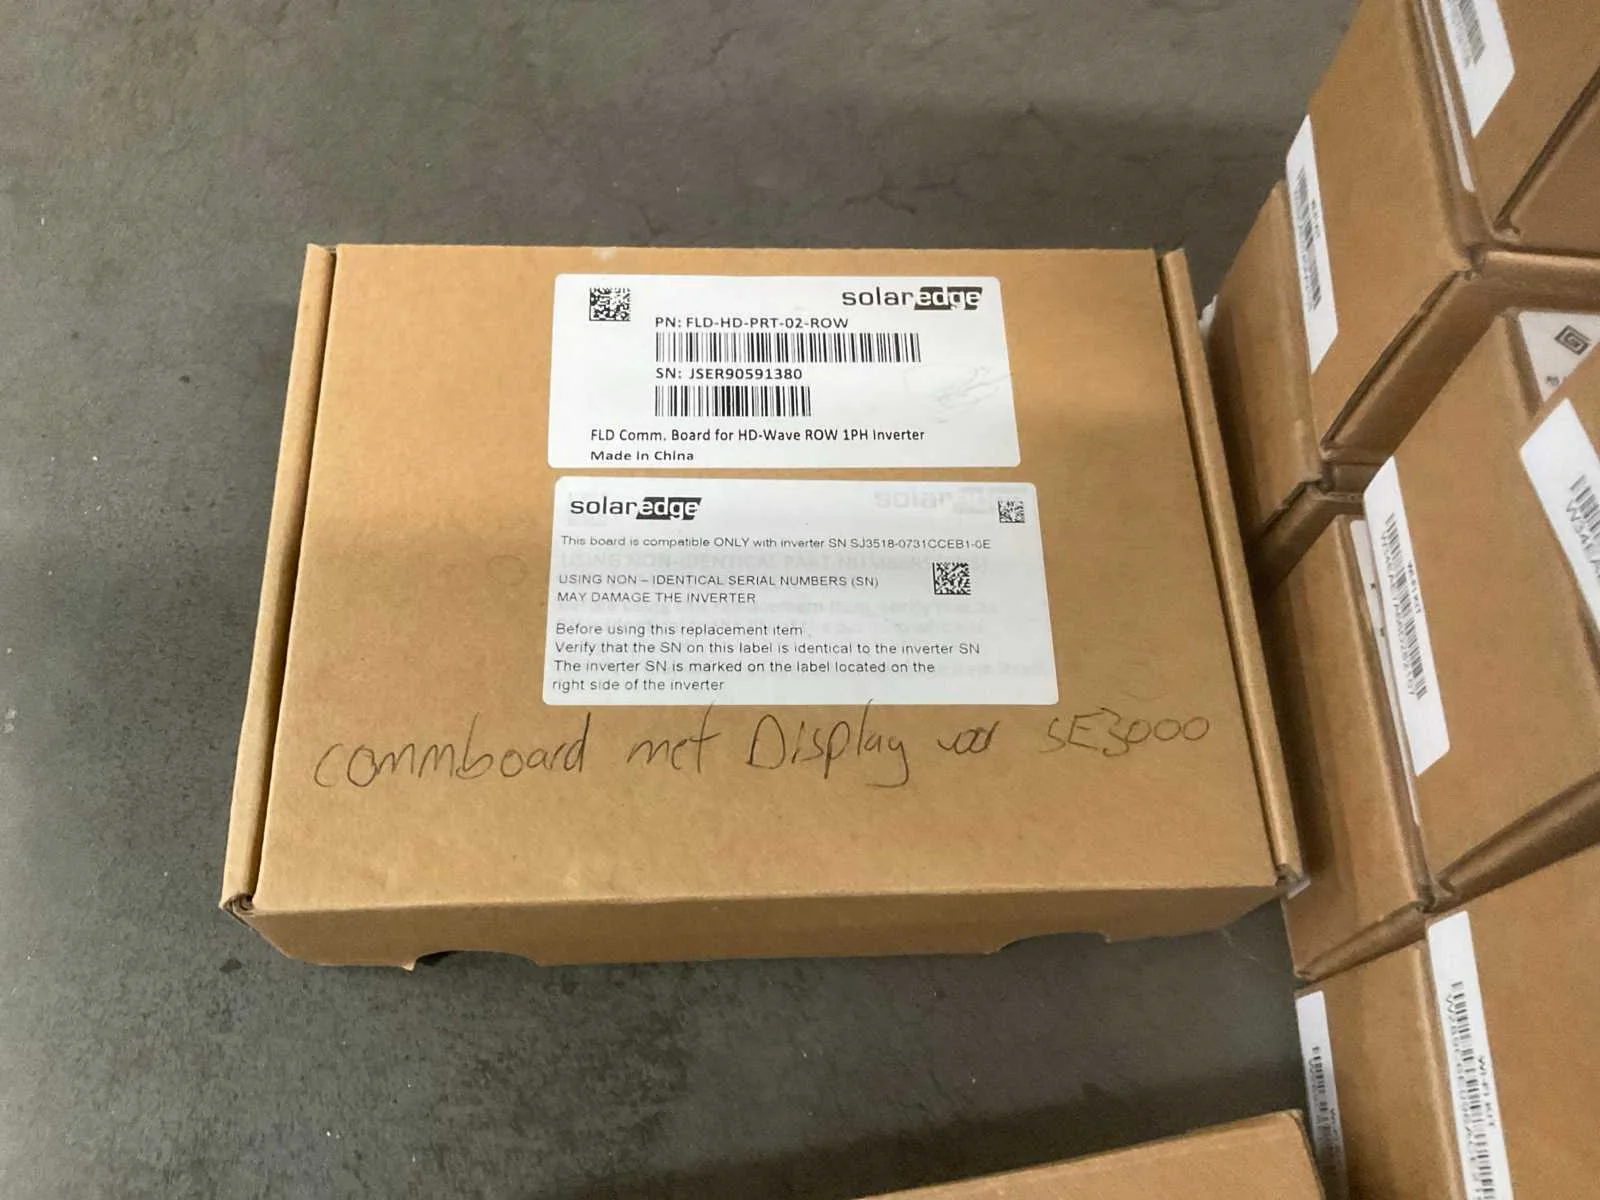 solaredge
PN: FLD-HD-PRT-02-ROW
SN: JSER90591380
FLD Comm. Board for HD-Wave ROW 1PH Inverter
Made in China
solaredge
This board is compatible ONLY with inverter SN SJ3518-0731CCEB1-0E
USING NON – IDENTICAL SERIAL NUMBERS (SN)
MAY DAMAGE THE INVERTER
Before using this replacement item
Verify that the SN on this label is identical to the inverter SN
The inverter SN is marked on the label located on the
right side of the inverter
commboard met Display voor SE3000